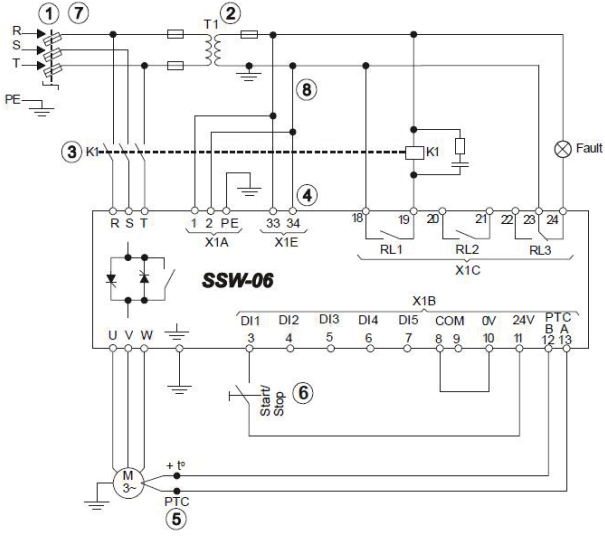 1 7 T1 2
R
S
T
8
PE
3 K1 K1 Fault
4
R S T 1 2 PE 33 34 18 19 20 21 22 23 24
X1A X1E RL1 RL2 RL3
X1C
SSW-06
X1B
DI1 DI2 DI3 DI4 DI5 COM 0V 24V PTC
B A
U V W 3 4 5 6 7 8 9 10 11 12 13
Start/
Stop 6
+ tº
M
3~
PTC
5